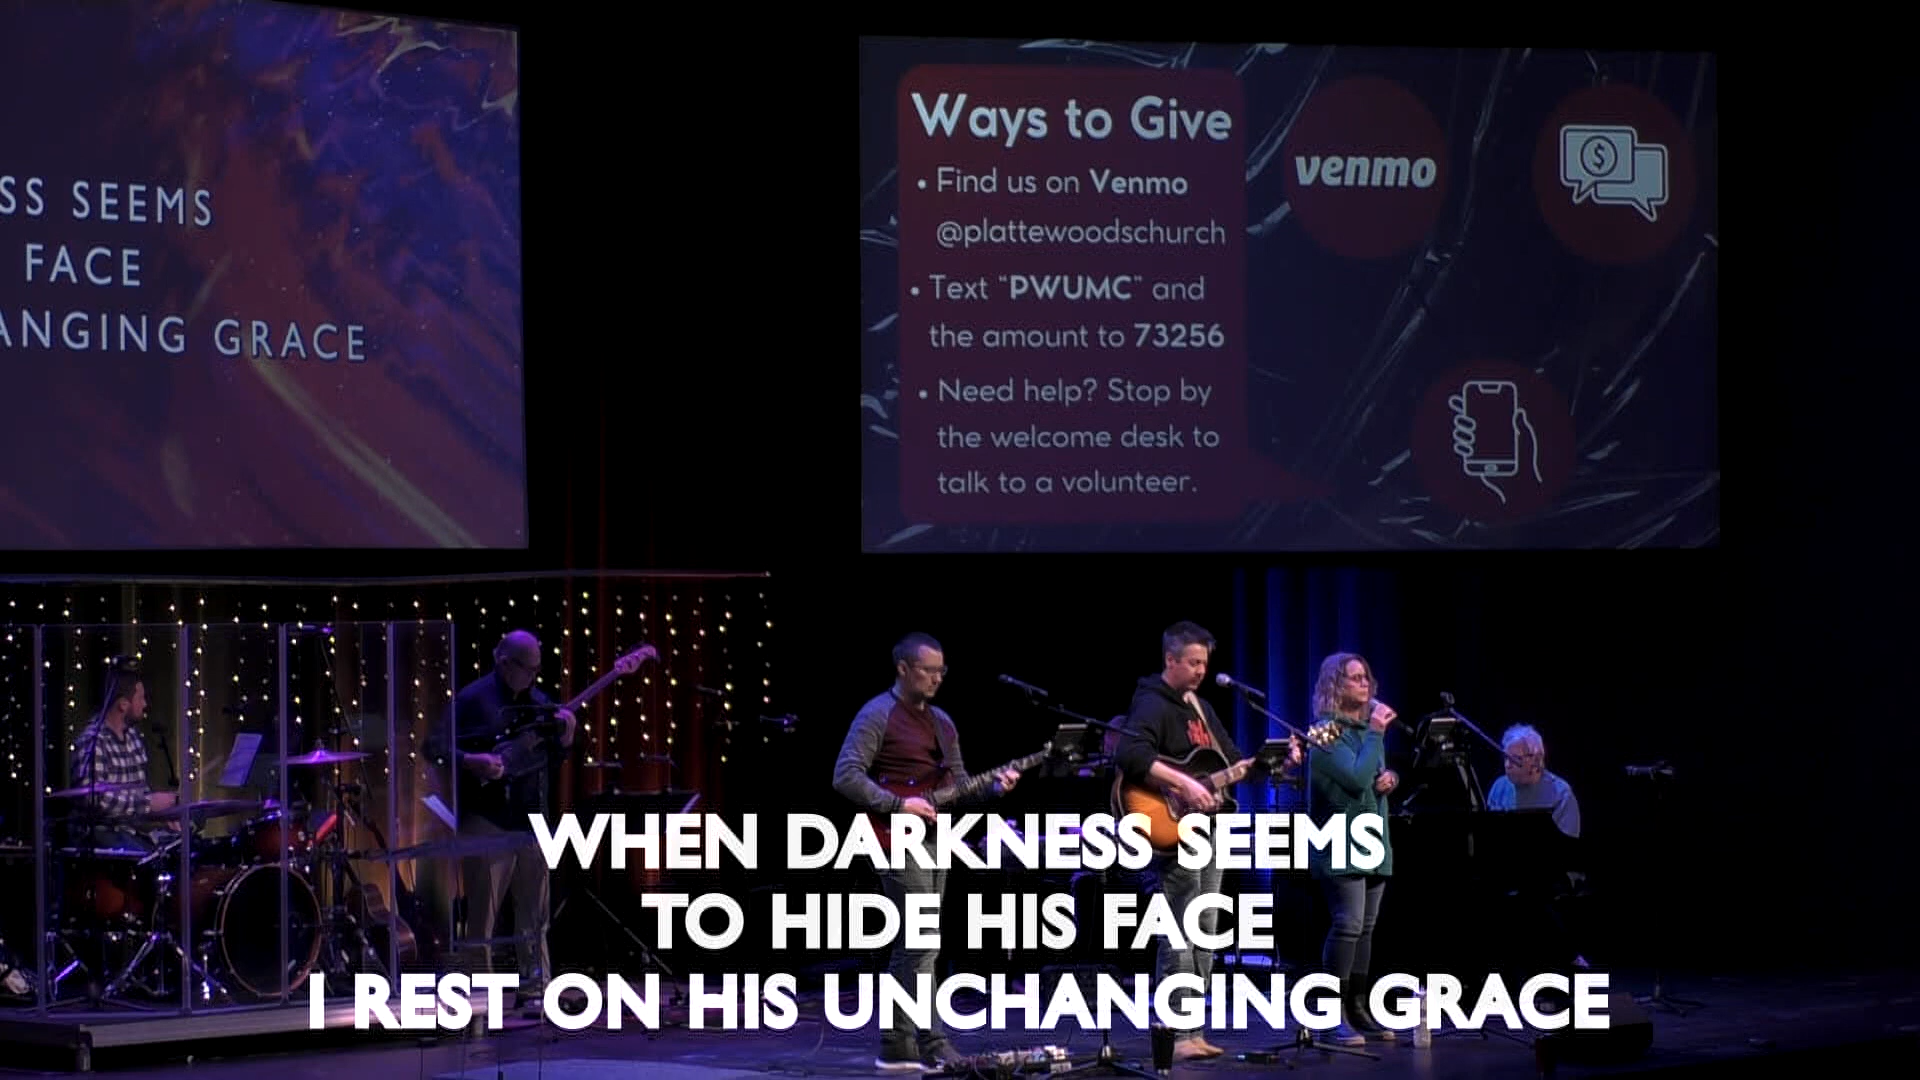 SS SEEMS
FACE
ANGING GRACE
Ways to Give
• Find us on Venmo
@plattewoodschurch
• Text "PWUMC" and
the amount to 73256
• Need help? Stop by
the welcome desk to
talk to a volunteer.
venmo
$
WHEN DARKNESS SEEMS
TO HIDE HIS FACE
I REST ON HIS UNCHANGING GRACE